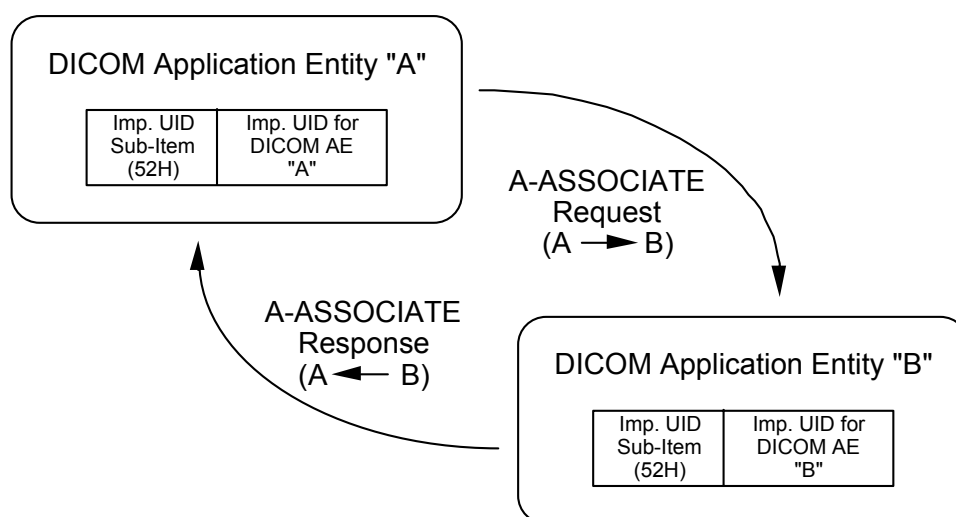 DICOM Application Entity "A"
Imp. UID
Sub-Item
(52H)
Imp. UID for
DICOM AE
"A"
A-ASSOCIATE
Request
(A → B)
A-ASSOCIATE
Response
(A ← B)
DICOM Application Entity "B"
Imp. UID
Sub-Item
(52H)
Imp. UID for
DICOM AE
"B"